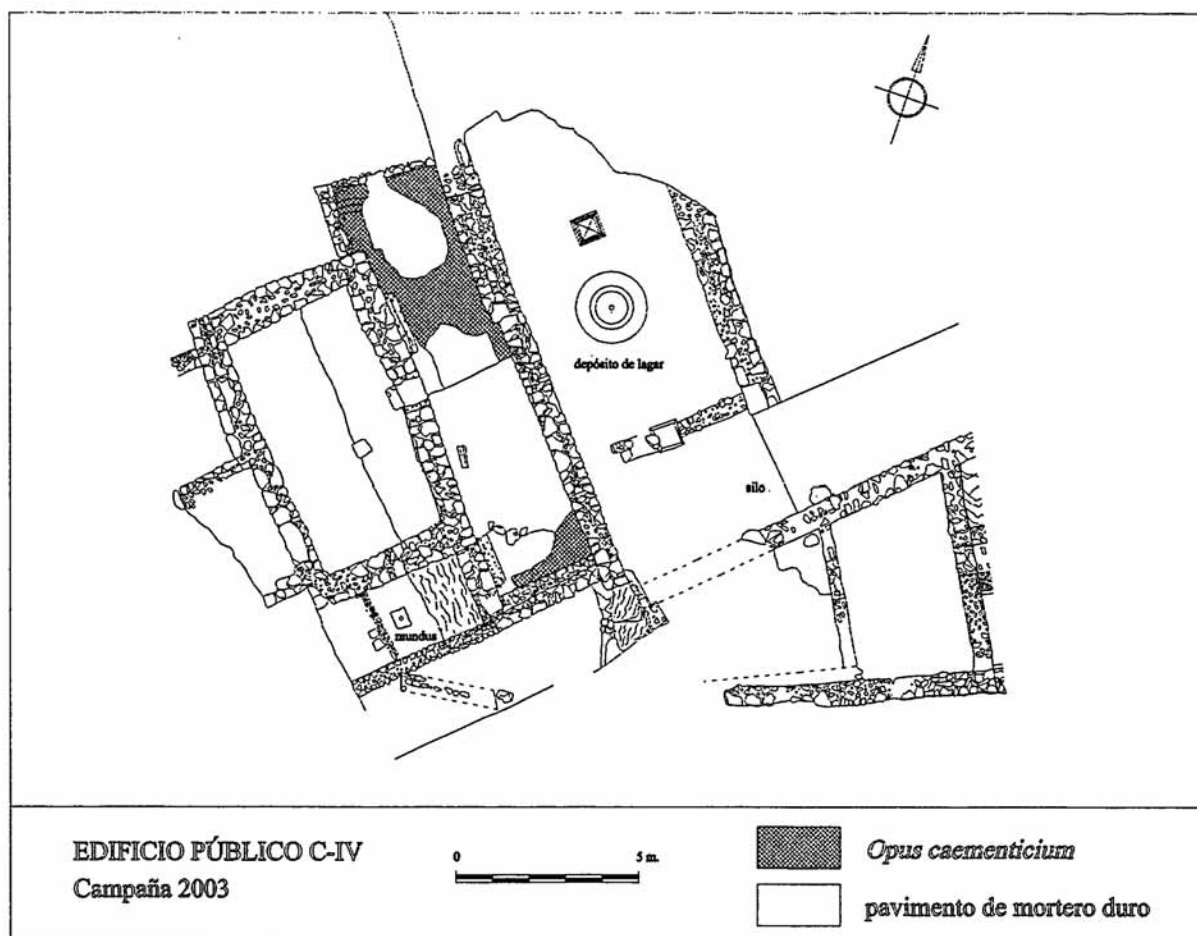 depósito de lagar
silo
mundus
EDIFICIO PÚBLICO C-IV
Campaña 2003
0 5 m.
Opus caementicium
pavimento de mortero duro